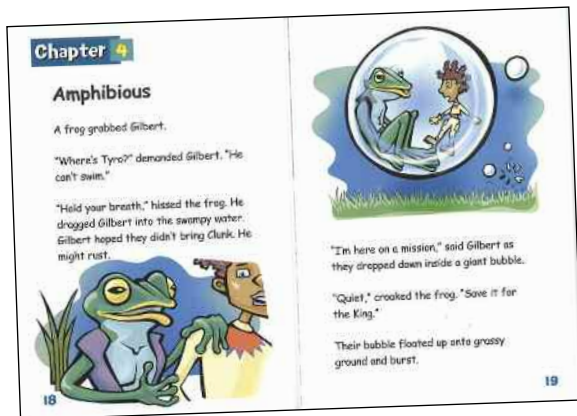 Chapter 4
Amphibious
A frog grabbed Gilbert.
"Where's Tyro?" demanded Gilbert. "He
can't swim."
"Hold your breath," hissed the frog. He
dragged Gilbert into the swampy water.
Gilbert hoped they didn't bring Clunk. He
might rust.
18
"I'm here on a mission," said Gilbert as
they dropped down inside a giant bubble.
"Quiet," croaked the frog. "Save it for
the King."
Their bubble floated up onto grassy
ground and burst.
19